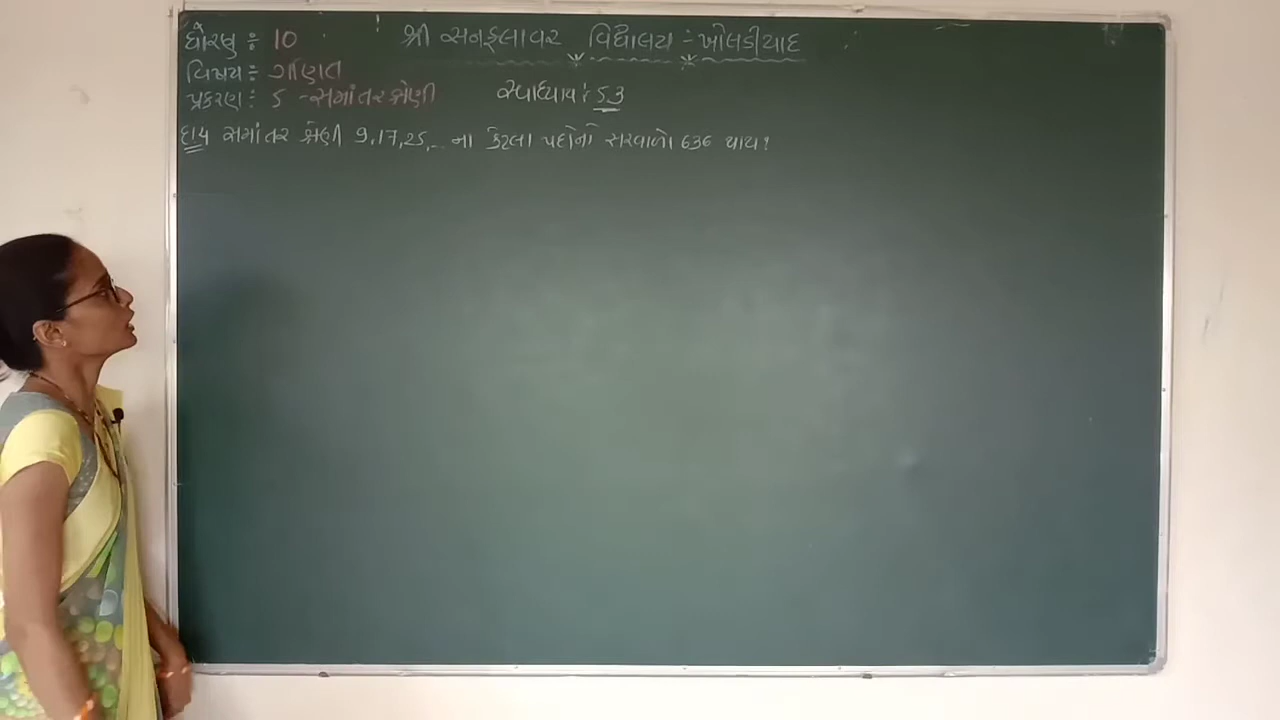 ધોરણ : 10 શ્રી સનફલાવર વિદ્યાલય - ખોલડીયાદ
વિષય : ગણિત
પ્રકરણ : 5 - સમાંતર શ્રેણી સ્વાધ્યાય : 5.3
દા 4 સમાંતર શ્રેણી 9, 17, 25, ... ના કેટલા પદોનો સરવાળો 636 થાય ?